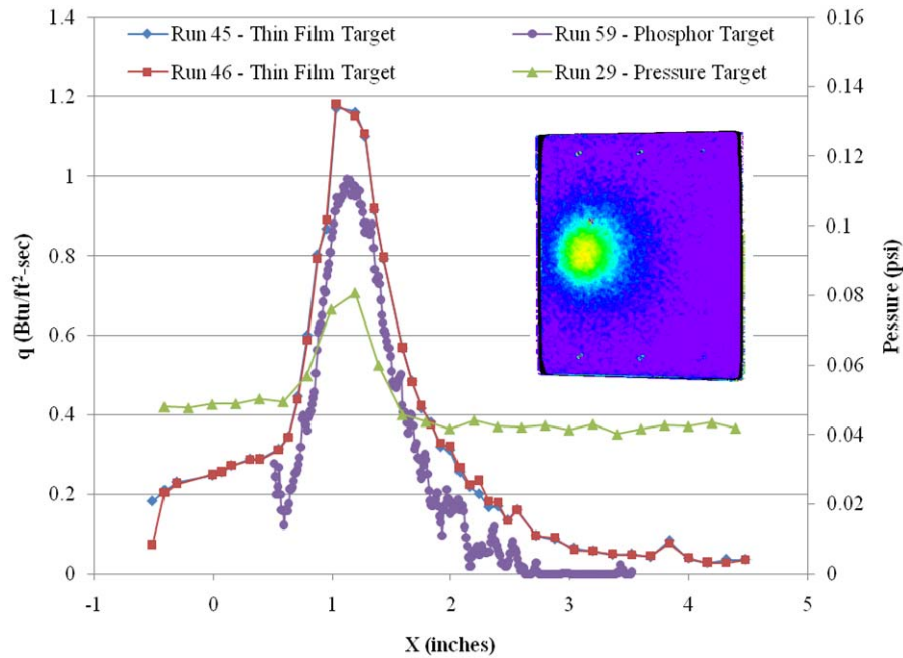 1.4
1.2
1
0.8
0.6
0.4
0.2
0
0.16
0.14
0.12
0.1
0.08
0.06
0.04
0.02
0
-1 0 1 2 3 4 5
q (Btu/ft²-sec)
Pessure (psi)
X (inches)
Run 45 - Thin Film Target
Run 59 - Phosphor Target
Run 46 - Thin Film Target
Run 29 - Pressure Target